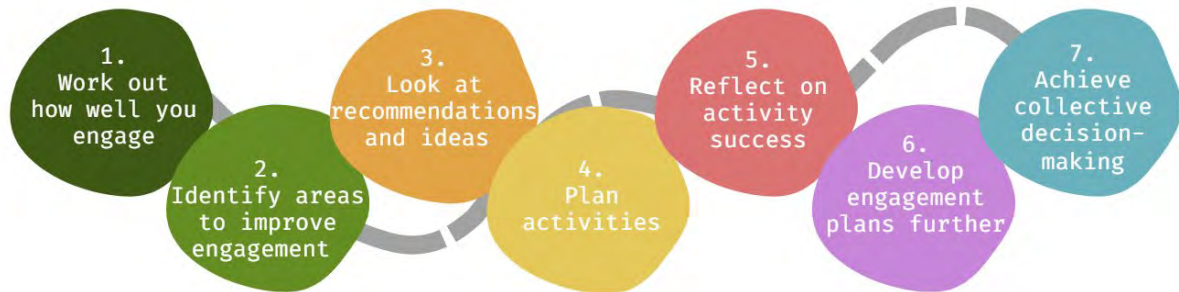 1.
Work out
how well you
engage
2.
Identify areas
to improve
engagement
3.
Look at
recommendations
and ideas
4.
Plan
activities
5.
Reflect on
activity
success
6.
Develop
engagement
plans further
7.
Achieve
collective
decision-
making